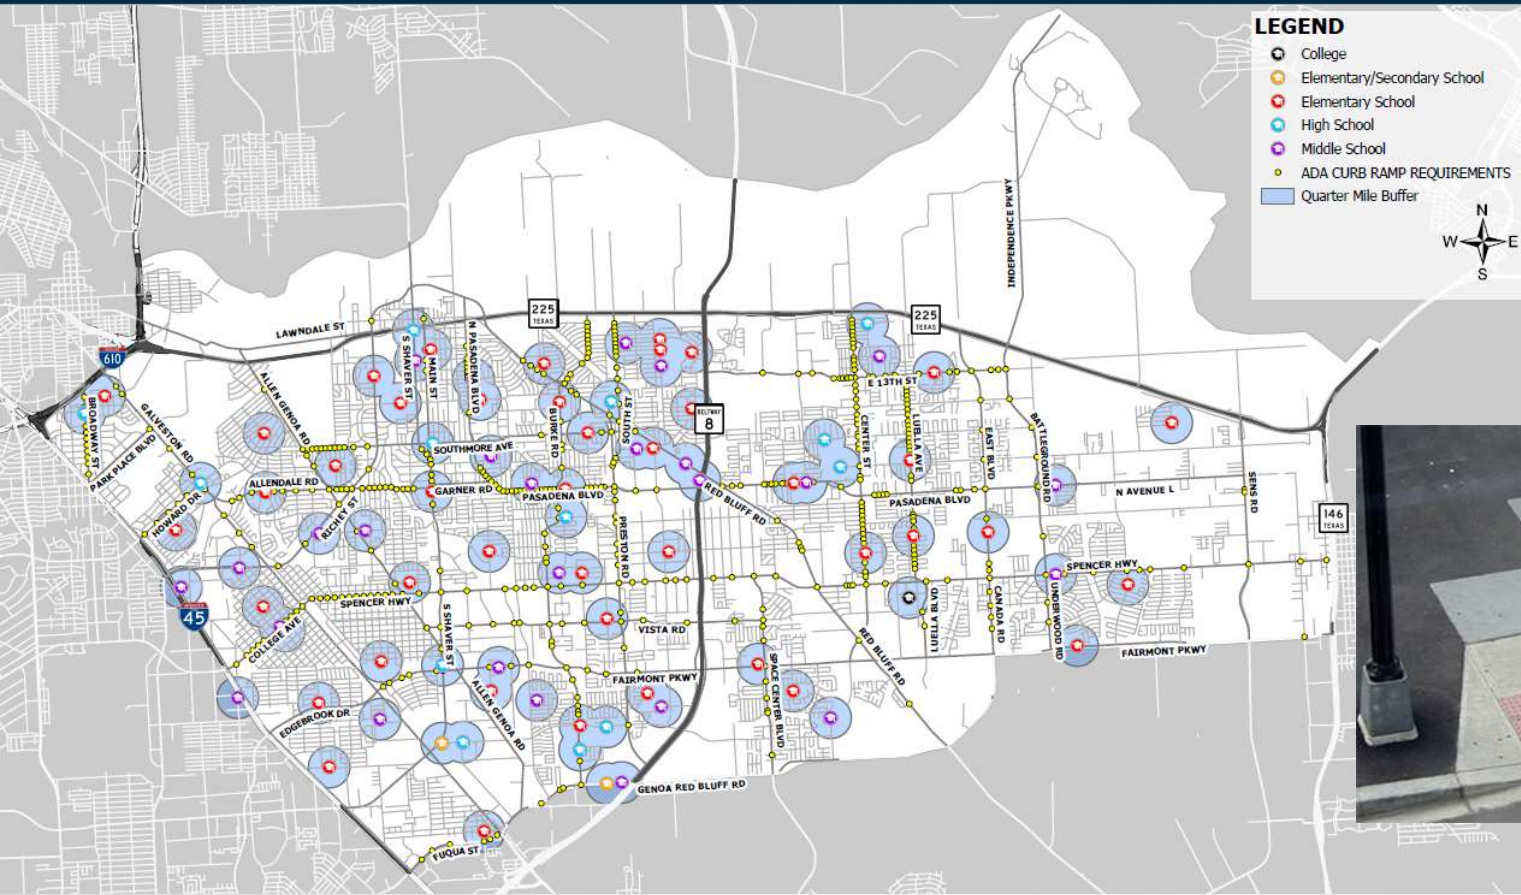 LEGEND
College
Elementary/Secondary School
Elementary School
High School
Middle School
ADA CURB RAMP REQUIREMENTS
Quarter Mile Buffer
N
W E
S
INDEPENDENCE PKWY
225
TEXAS
225
TEXAS
LAWNDALE ST
610
S SHAVER ST
MAIN ST
N PASADENA BLVD
ALLEN GENOA RD
BROADWAY ST
GALVESTON RD
PARK PLACE BLVD
BURKE RD
SOUTH ST
BELTWAY
8
E 13TH ST
CENTER ST
LUELLA AVE
EAST BLVD
BATTLEGROUND RD
SOUTHMORE AVE
ALLENDALE RD
GARNER RD
PASADENA BLVD
RED BLUFF RD
PASADENA BLVD
N AVENUE L
SENS RD
146
TEXAS
HOWARD DR
RICHEY ST
PRESTON RD
SPENCER HWY
SPENCER HWY
45
COLLEGE AVE
S SHAVER ST
VISTA RD
LUELLA BLVD
CANADA RD
UNDERWOOD RD
FAIRMONT PKWY
RED BLUFF RD
FAIRMONT PKWY
SPACE CENTER BLVD
ALLEN GENOA RD
EDGEBROOK DR
GENOA RED BLUFF RD
FUQUA ST